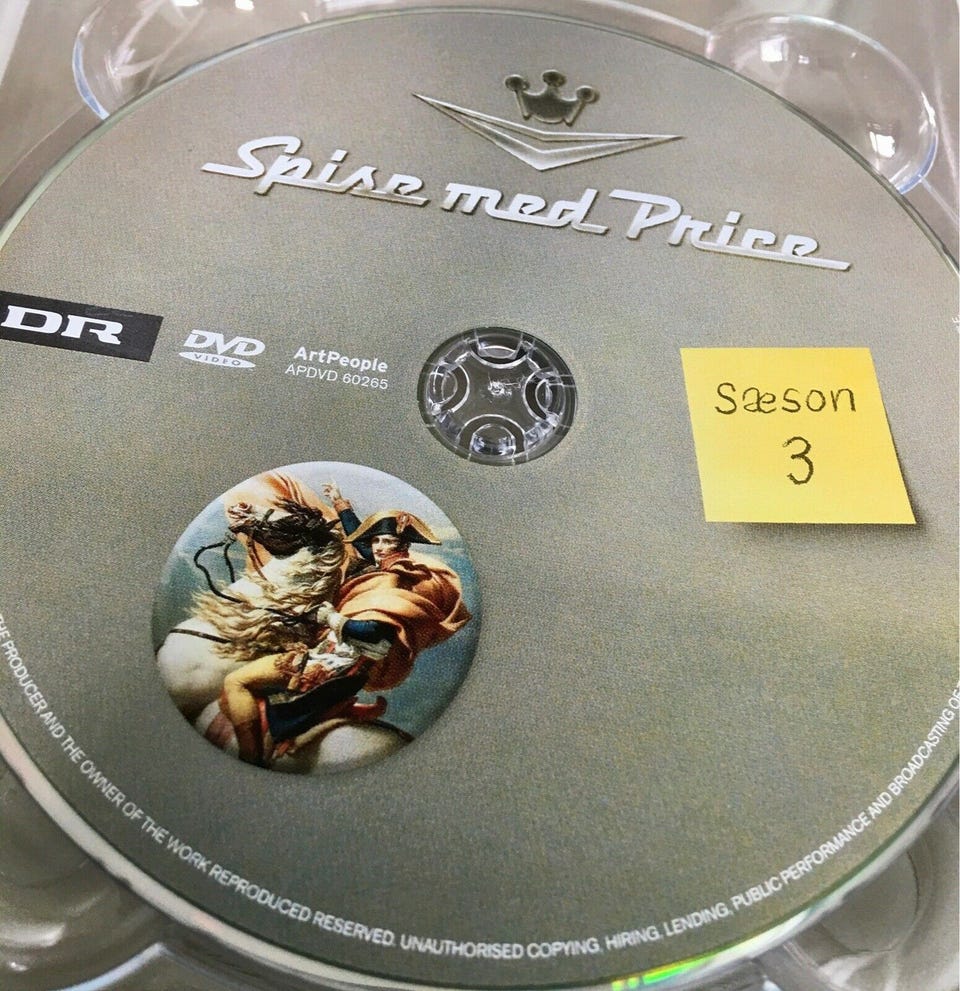 Spise med Price
DR
DVD
VIDEO
ArtPeople
APDVD 60265
Sæson
3
THE PRODUCER AND THE OWNER OF THE WORK REPRODUCED RESERVED. UNAUTHORISED COPYING, HIRING, LENDING, PUBLIC PERFORMANCE AND BROADCASTING OF